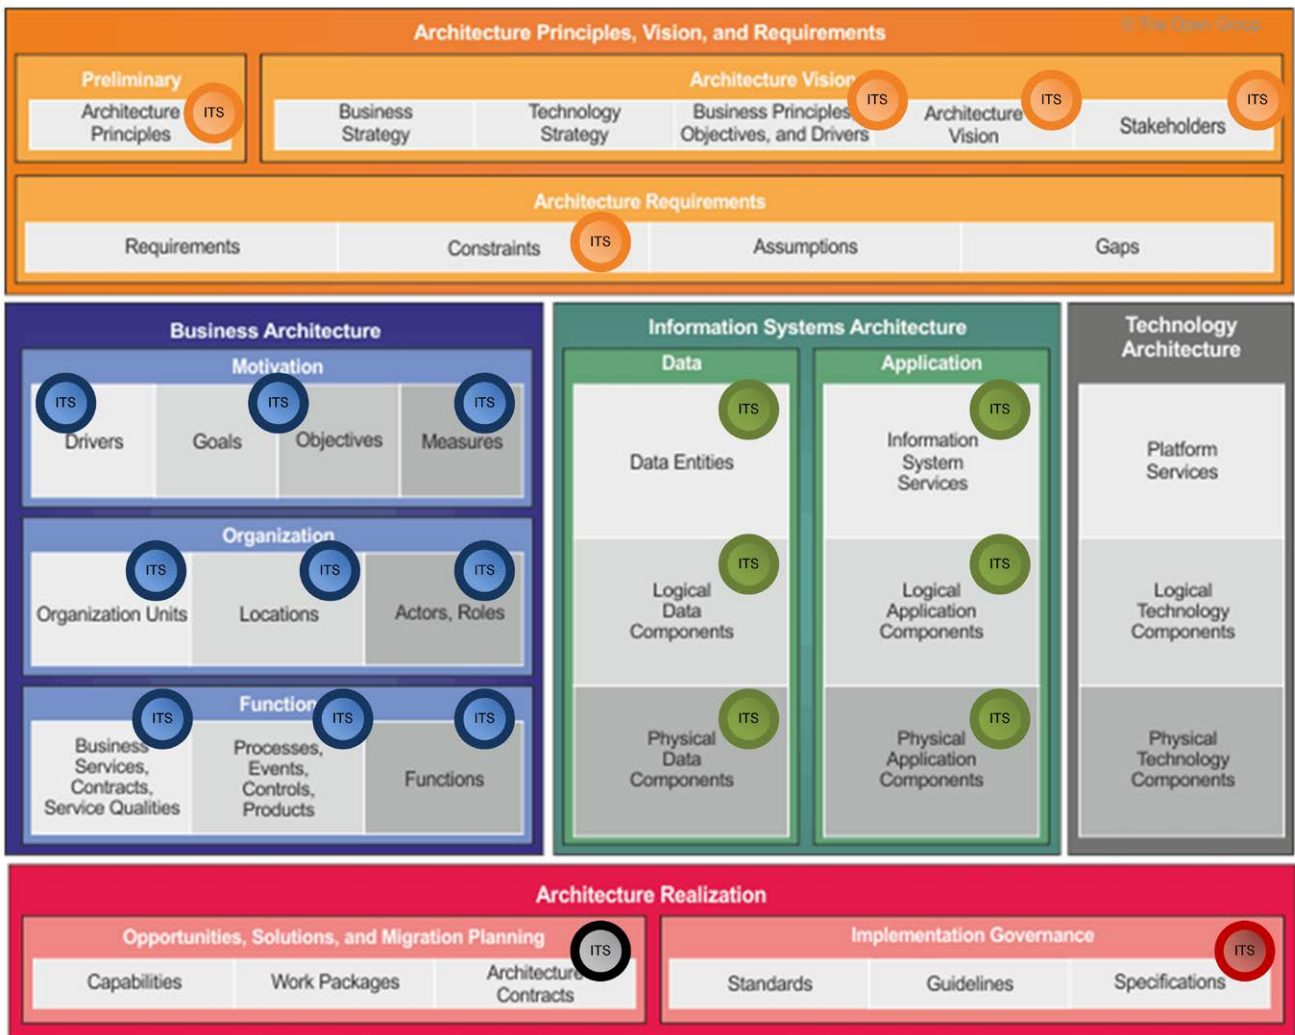 © The Open Group
Architecture Principles, Vision, and Requirements
Preliminary
Architecture
Principles
ITS
Architecture Vision
Business
Strategy
Technology
Strategy
Business Principles
Objectives, and Drivers
ITS
Architecture
Vision
ITS
Stakeholders
ITS
Architecture Requirements
Requirements
Constraints
ITS
Assumptions
Gaps
Business Architecture
Motivation
ITS
Drivers
Goals
ITS
Objectives
ITS
Measures
Organization
ITS
Organization Units
ITS
Locations
ITS
Actors, Roles
Function
ITS
Business
Services,
Contracts,
Service Qualities
ITS
Processes,
Events,
Controls,
Products
ITS
Functions
Information Systems Architecture
Data
ITS
Data Entities
ITS
Logical
Data
Components
ITS
Physical
Data
Components
Application
ITS
Information
System
Services
ITS
Logical
Application
Components
ITS
Physical
Application
Components
Technology
Architecture
Platform
Services
Logical
Technology
Components
Physical
Technology
Components
Architecture Realization
Opportunities, Solutions, and Migration Planning
ITS
Capabilities
Work Packages
Architecture
Contracts
Implementation Governance
ITS
Standards
Guidelines
Specifications